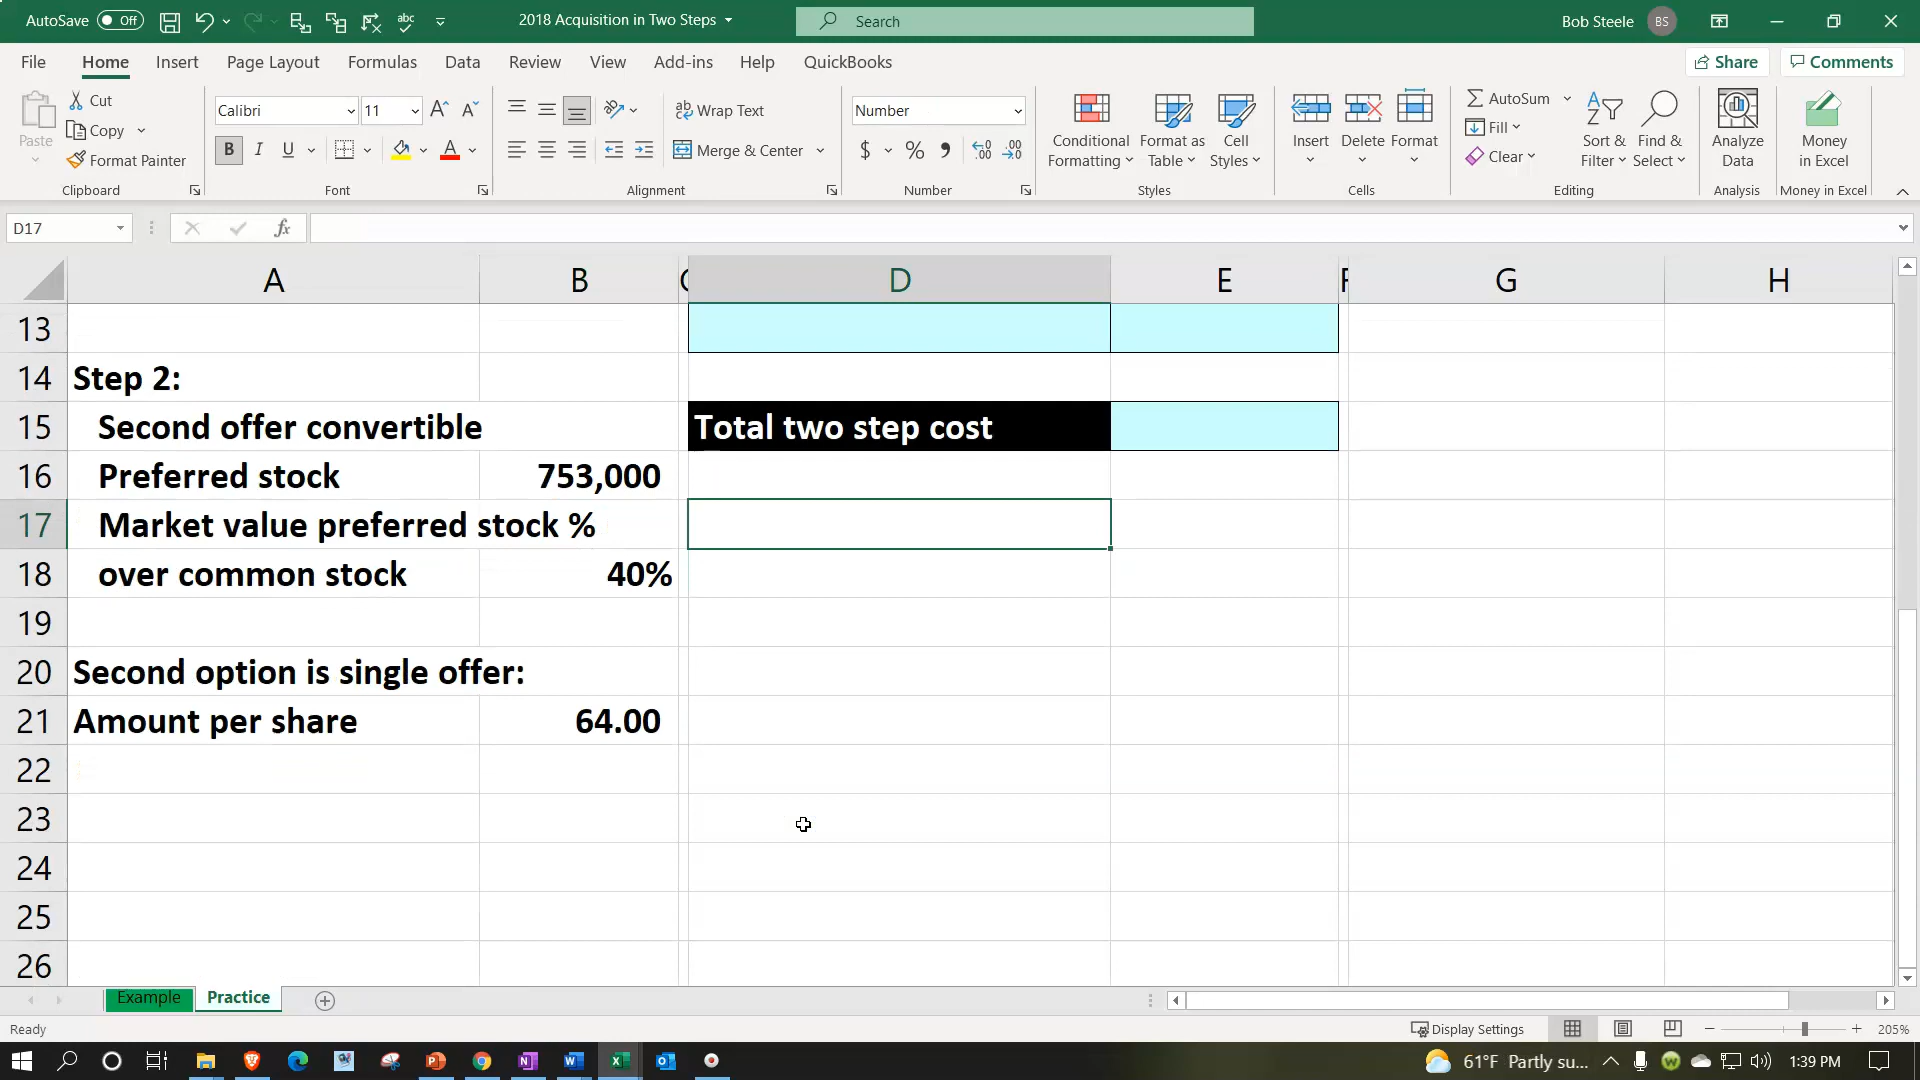 AutoSave Off abc 2018 Acquisition in Two Steps Search Bob Steele BS
File Home Insert Page Layout Formulas Data Review View Add-ins Help QuickBooks Share Comments
Paste Cut Copy Format Painter Clipboard
Calibri 11 A A B I U A Font
ab Wrap Text Merge & Center Alignment
Number $ % Number
Conditional Formatting Format as Table Cell Styles Styles
Insert Delete Format Cells
AutoSum Fill Clear Sort & Filter Find & Select Editing
Analyze Data Analysis
Money in Excel Money in Excel
D17 fx
A B C D E F G H
13
14 Step 2:
15 Second offer convertible Total two step cost
16 Preferred stock 753,000
17 Market value preferred stock %
18 over common stock 40%
19
20 Second option is single offer:
21 Amount per share 64.00
22
23
24
25
26
Example Practice
Ready Display Settings 205%
61°F Partly su... 1:39 PM